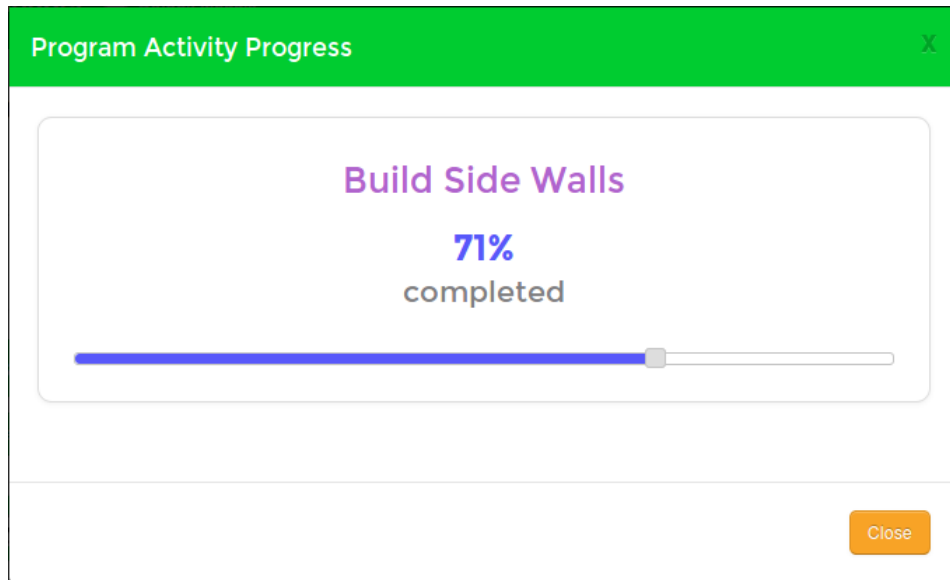 Program Activity Progress
X
Build Side Walls
71%
completed
Close